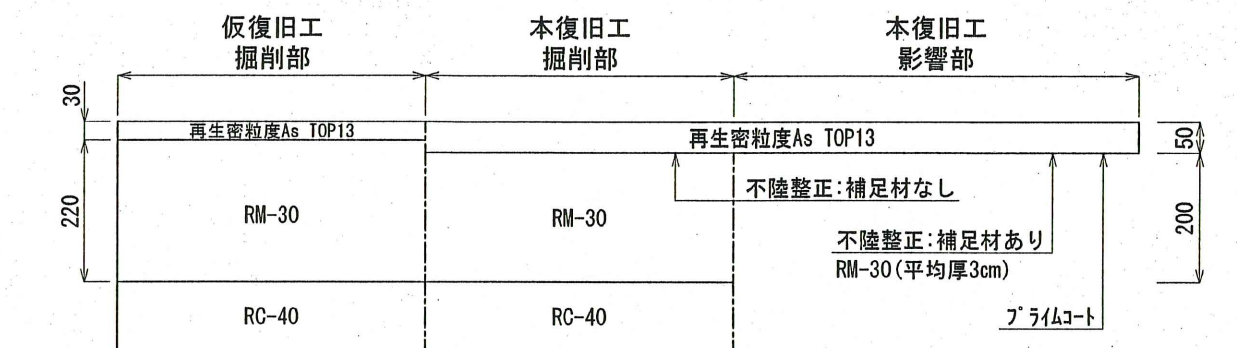 仮復旧工
掘削部
本復旧工
掘削部
本復旧工
影響部
30
再生密粒度As TOP13
再生密粒度As TOP13
50
不陸整正:補足材なし
220
RM-30
RM-30
200
不陸整正:補足材あり
RM-30(平均厚3cm)
RC-40
RC-40
プライムコート